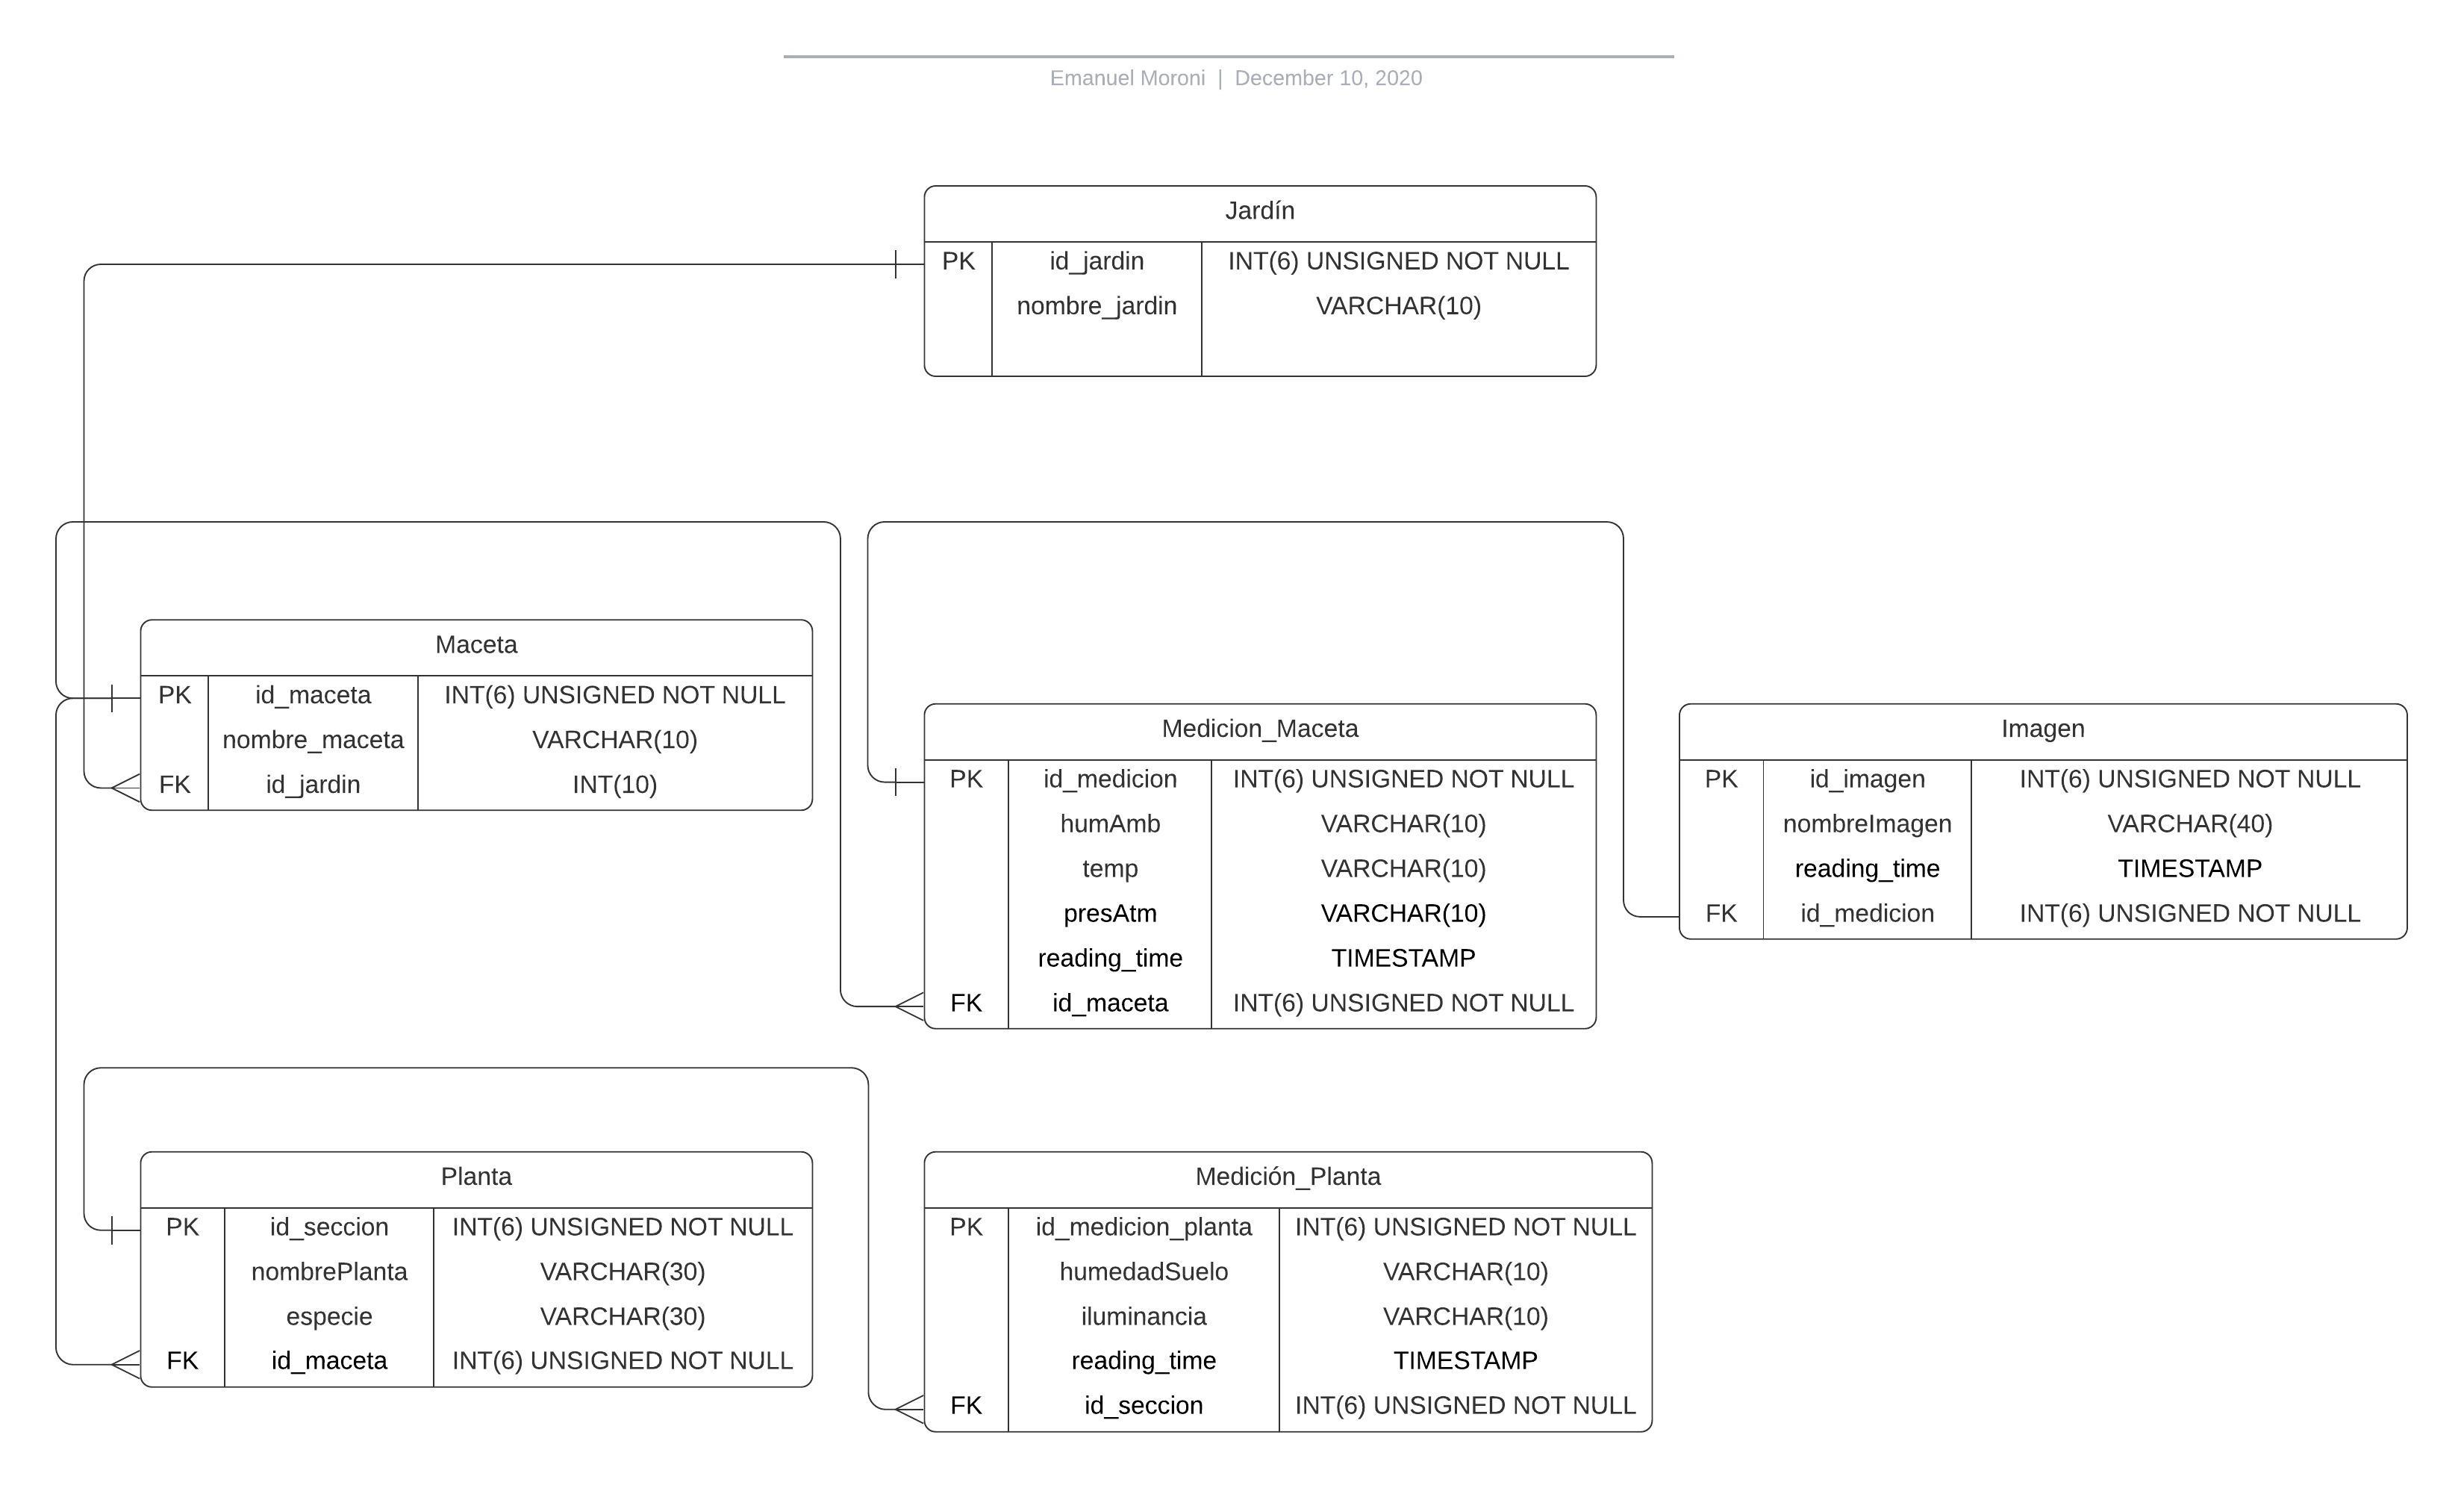 Emanuel Moroni | December 10, 2020
Jardín
PK id_jardin INT(6) UNSIGNED NOT NULL
nombre_jardin VARCHAR(10)
Maceta
PK id_maceta INT(6) UNSIGNED NOT NULL
nombre_maceta VARCHAR(10)
FK id_jardin INT(10)
Medicion_Maceta
PK id_medicion INT(6) UNSIGNED NOT NULL
humAmb VARCHAR(10)
temp VARCHAR(10)
presAtm VARCHAR(10)
reading_time TIMESTAMP
FK id_maceta INT(6) UNSIGNED NOT NULL
Imagen
PK id_imagen INT(6) UNSIGNED NOT NULL
nombreImagen VARCHAR(40)
reading_time TIMESTAMP
FK id_medicion INT(6) UNSIGNED NOT NULL
Planta
PK id_seccion INT(6) UNSIGNED NOT NULL
nombrePlanta VARCHAR(30)
especie VARCHAR(30)
FK id_maceta INT(6) UNSIGNED NOT NULL
Medición_Planta
PK id_medicion_planta INT(6) UNSIGNED NOT NULL
humedadSuelo VARCHAR(10)
iluminancia VARCHAR(10)
reading_time TIMESTAMP
FK id_seccion INT(6) UNSIGNED NOT NULL